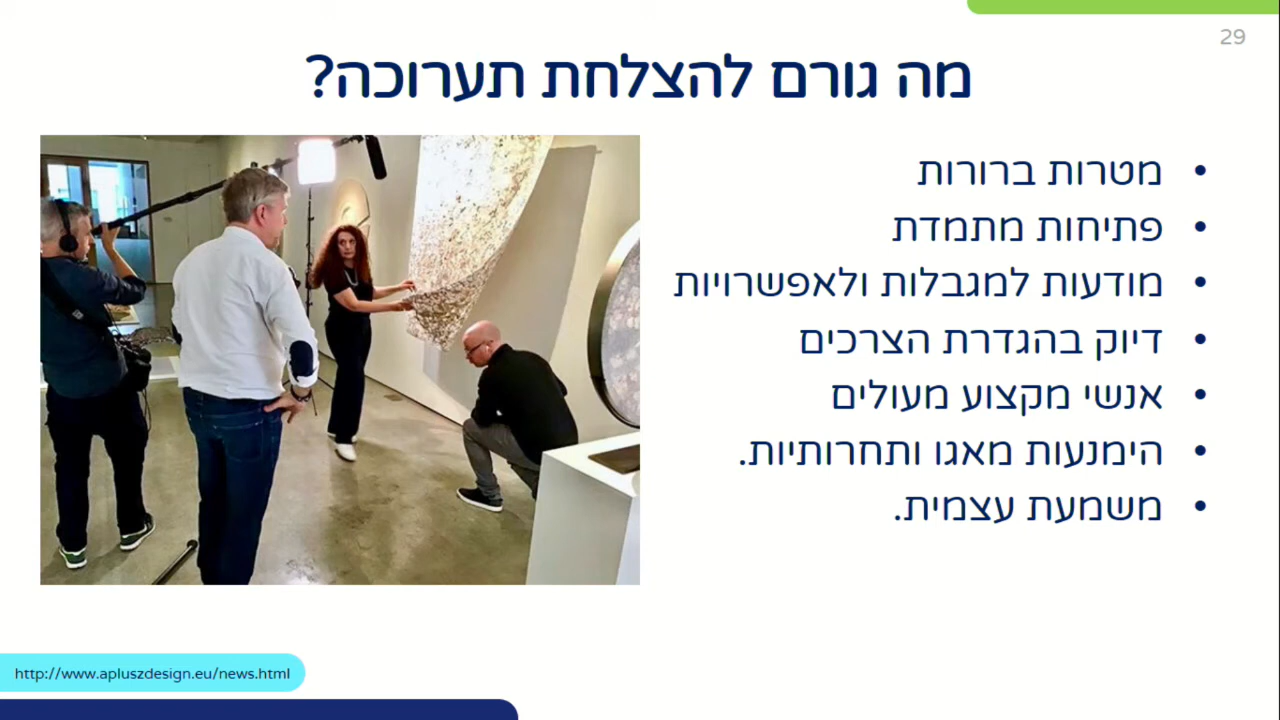 29
מה גורם להצלחת תערוכה?
• מטרות ברורות
• פתיחות מתמדת
• מודעות למגבלות ולאפשרויות
• דיוק בהגדרת הצרכים
• אנשי מקצוע מעולים
• הימנעות מאגו ותחרותיות.
• משמעת עצמית.
http://www.apluszdesign.eu/news.html